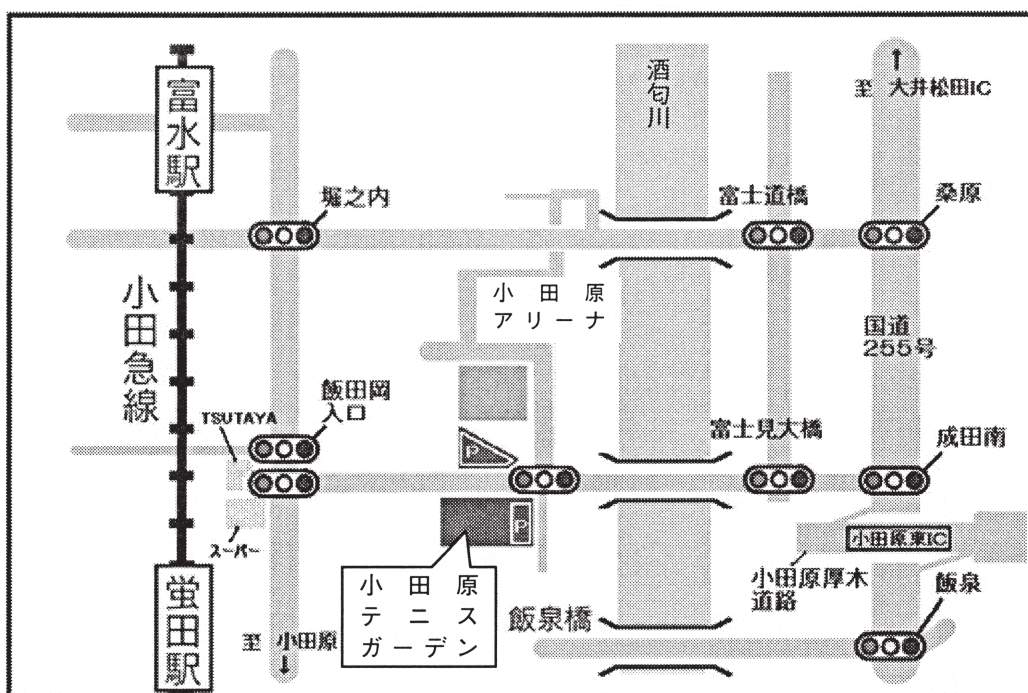 富水駅
酒匂川
↑
至 大井松田IC
堀之内
富士道橋
桑原
小田急線
小田原
アリーナ
国道
255号
TSUTAYA
飯田岡
入口
富士見大橋
成田南
P
P
スーパー
小田原東IC
小田原厚木
道路
飯泉
蛍田駅
至 小田原
↓
小田原
テニス
ガーデン
飯泉橋